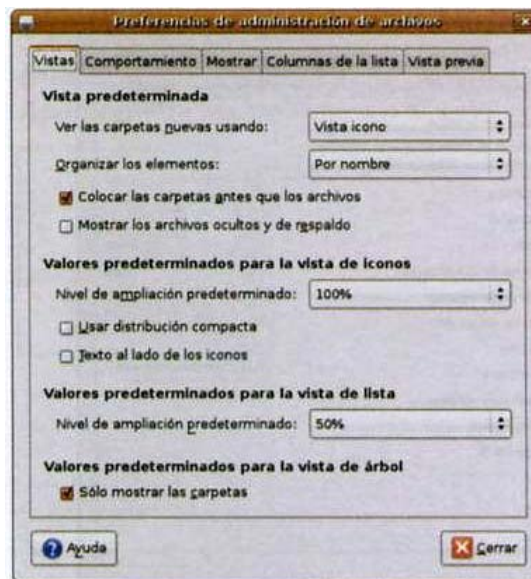 Preferencias de administración de archivos
Vistas Comportamiento Mostrar Columnas de la lista Vista previa
Vista predeterminada
Ver las carpetas nuevas usando: Vista icono
Organizar los elementos: Por nombre
Colocar las carpetas antes que los archivos
Mostrar los archivos ocultos y de respaldo
Valores predeterminados para la vista de iconos
Nivel de ampliación predeterminado: 100%
Usar distribución compacta
Texto al lado de los iconos
Valores predeterminados para la vista de lista
Nivel de ampliación predeterminado: 50%
Valores predeterminados para la vista de árbol
Sólo mostrar las carpetas
Ayuda Cerrar